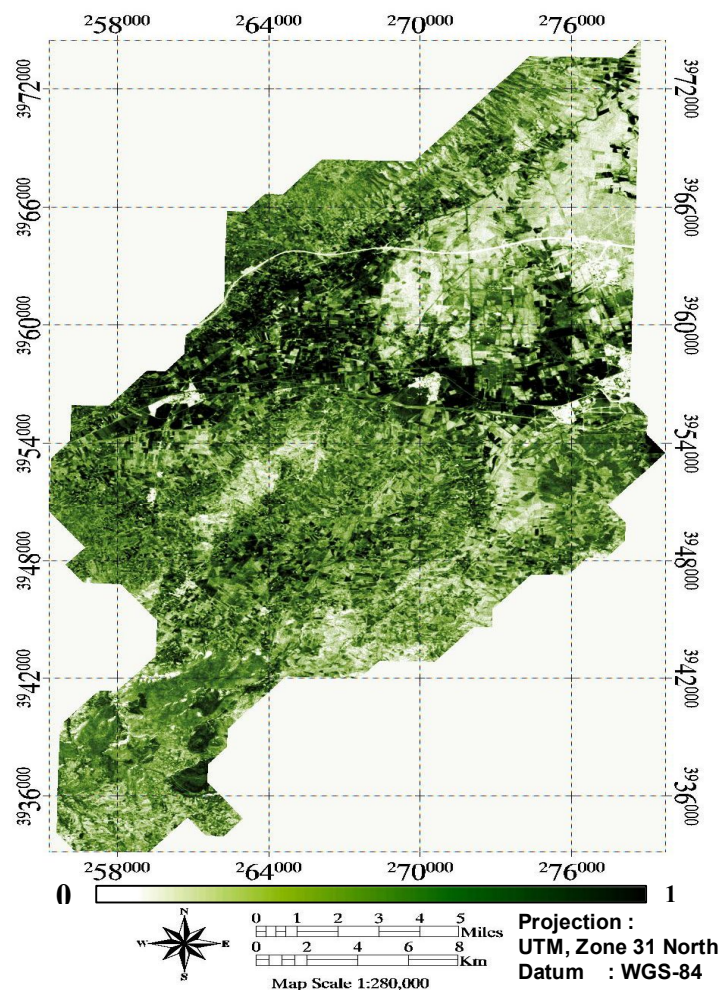 258000 264000 270000 276000
3972000 3972000
3966000 3966000
3960000 3960000
3954000 3954000
3948000 3948000
3942000 3942000
3936000 3936000
258000 264000 270000 276000
0 1
N
W E
S
0 1 2 3 4 5
Miles
0 2 4 6 8
Km
Map Scale 1:280,000
Projection :
UTM, Zone 31 North
Datum : WGS-84